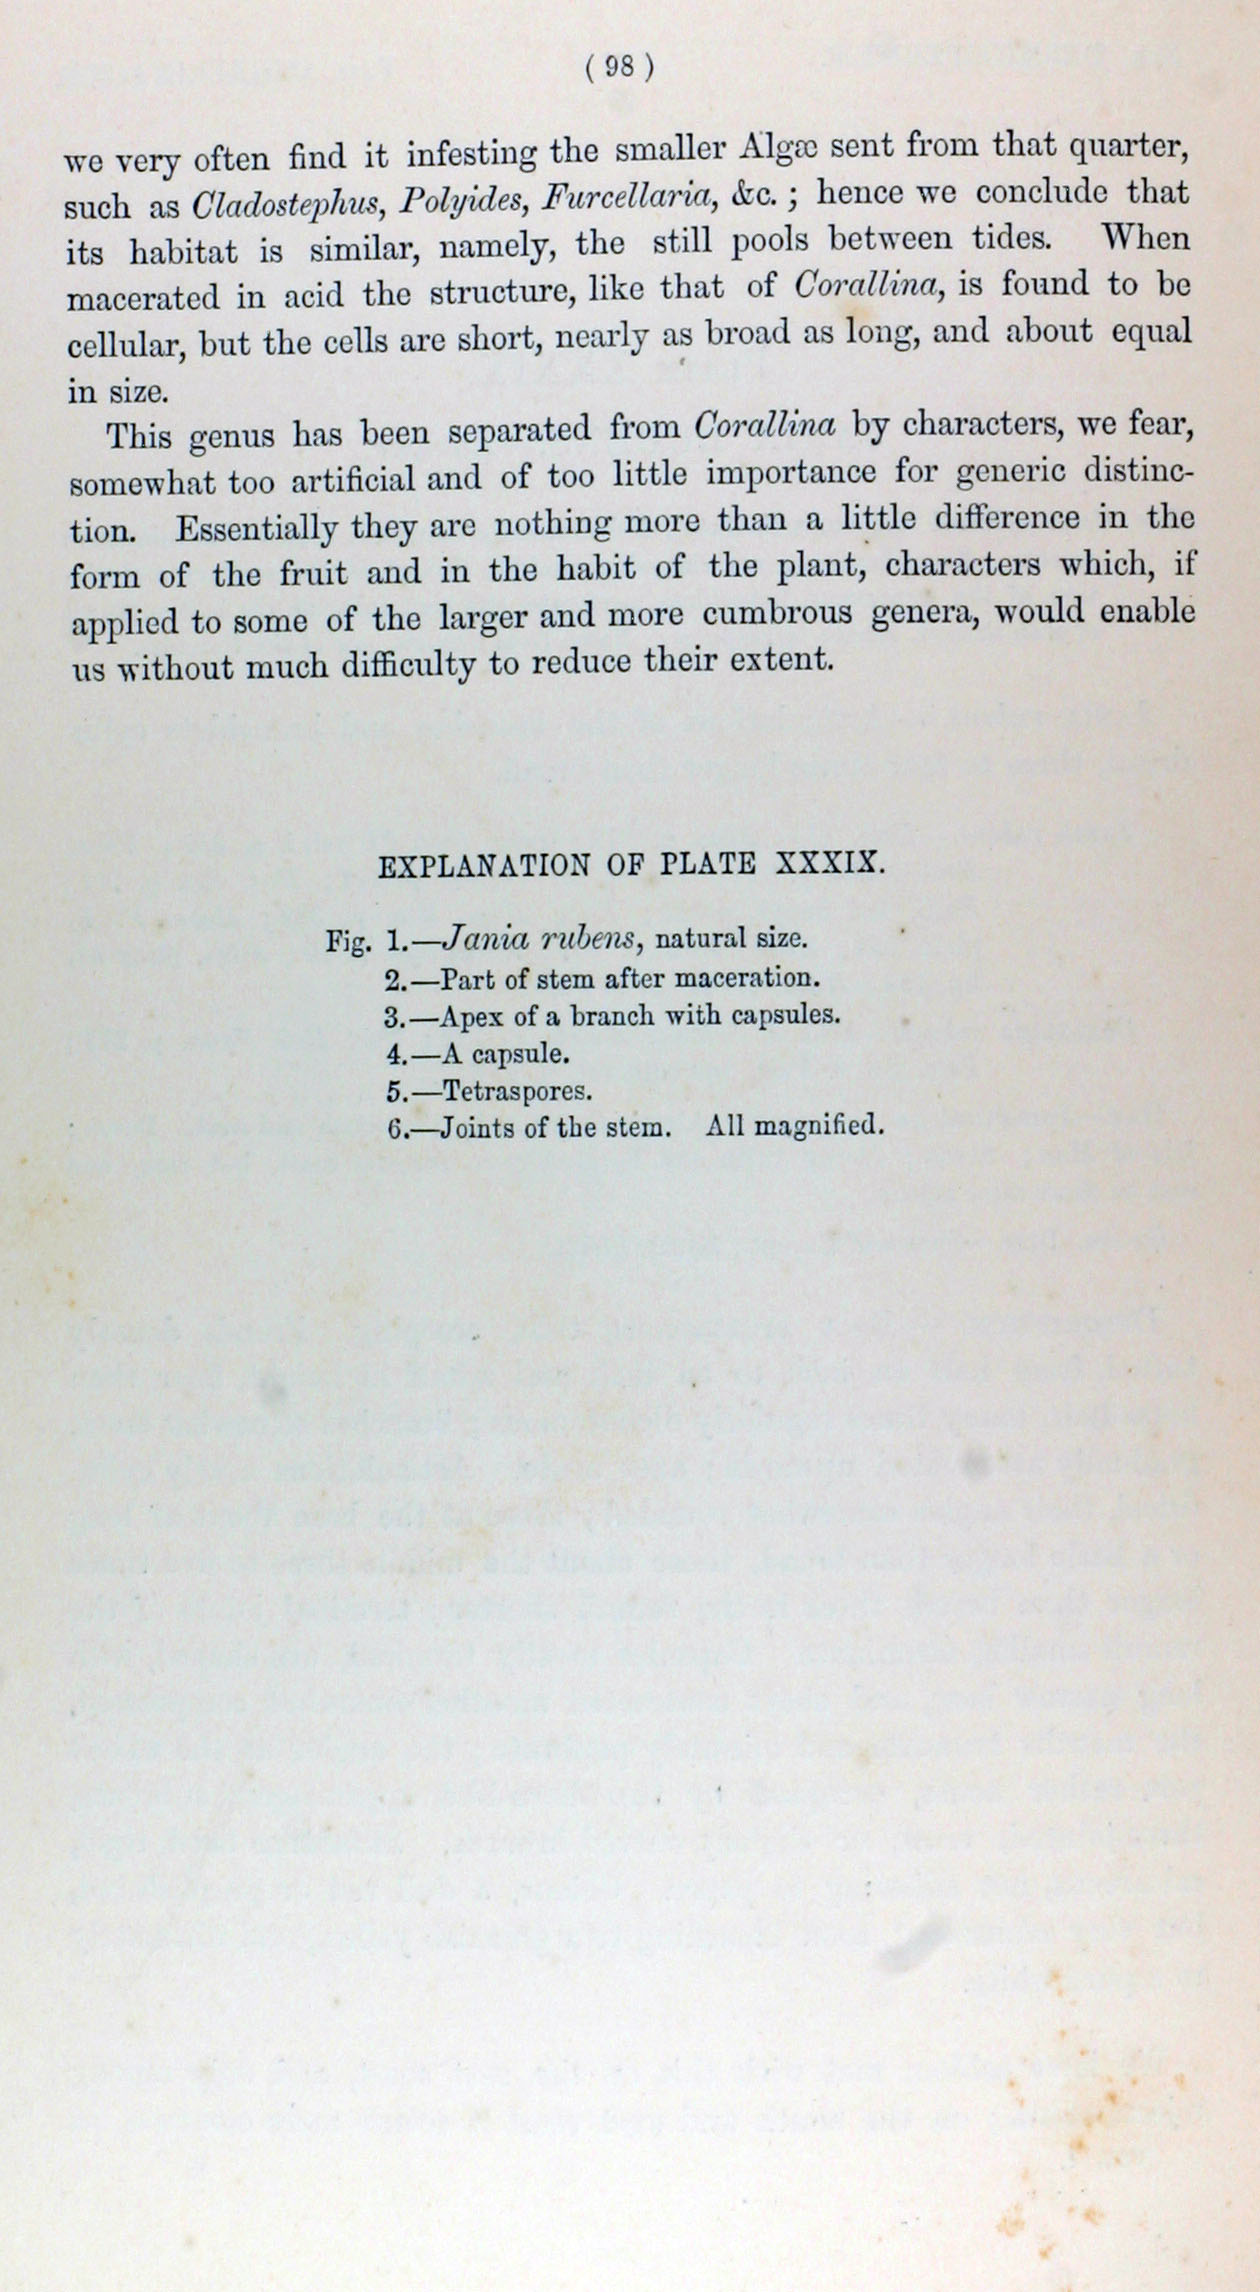 ( 98 )
we very often find it infesting the smaller Algæ sent from that quarter,
such as Cladostephus, Polyides, Furcellaria, &c. ; hence we conclude that
its habitat is similar, namely, the still pools between tides. When
macerated in acid the structure, like that of Corallina, is found to be
cellular, but the cells are short, nearly as broad as long, and about equal
in size.
This genus has been separated from Corallina by characters, we fear,
somewhat too artificial and of too little importance for generic distinc-
tion. Essentially they are nothing more than a little difference in the
form of the fruit and in the habit of the plant, characters which, if
applied to some of the larger and more cumbrous genera, would enable
us without much difficulty to reduce their extent.
EXPLANATION OF PLATE XXXIX.
Fig. 1.—Jania rubens, natural size.
2.—Part of stem after maceration.
3.—Apex of a branch with capsules.
4.—A capsule.
5.—Tetraspores.
6.—Joints of the stem. All magnified.